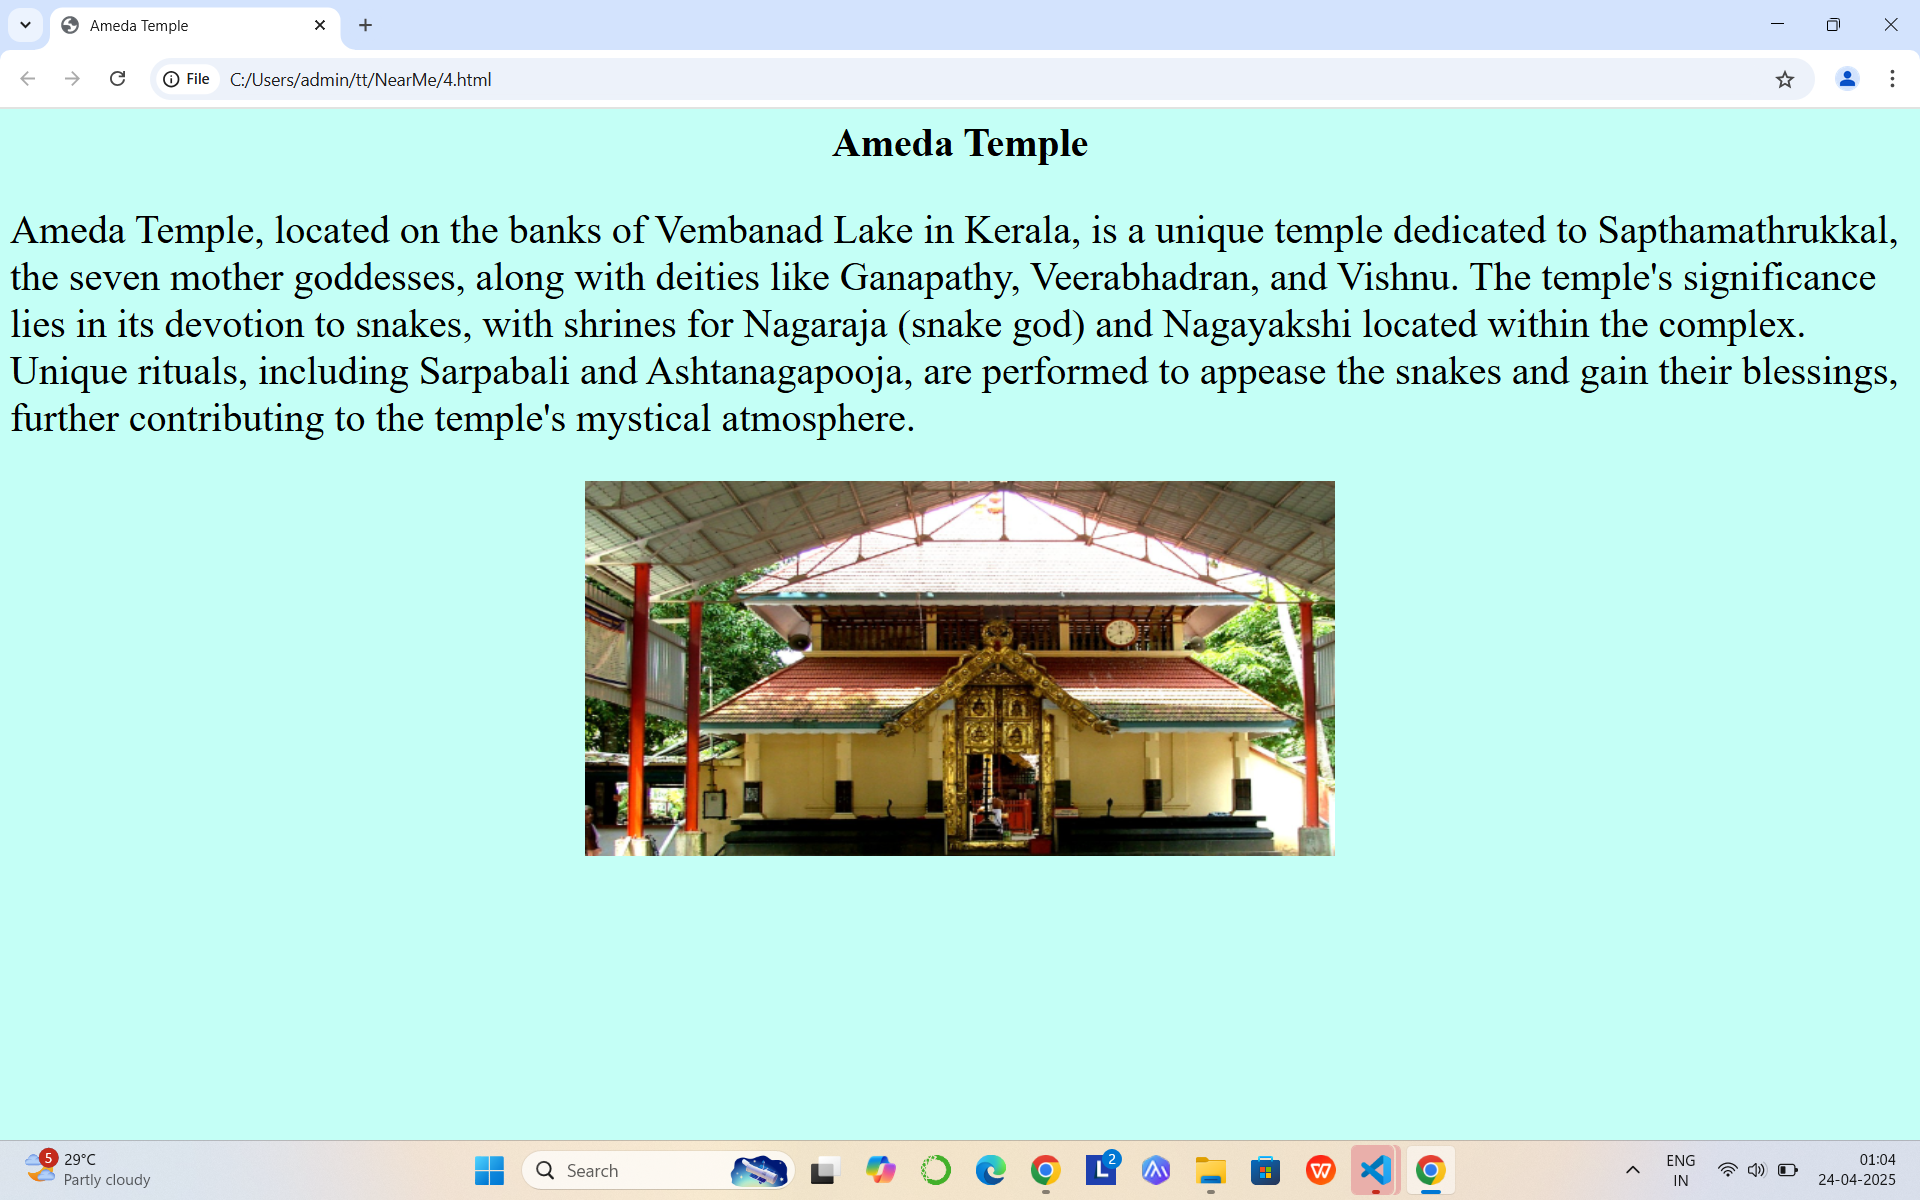 Ameda Temple
File
C:/Users/admin/tt/NearMe/4.html
Ameda Temple
Ameda Temple, located on the banks of Vembanad Lake in Kerala, is a unique temple dedicated to Sapthamathrukkal,
the seven mother goddesses, along with deities like Ganapathy, Veerabhadran, and Vishnu. The temple's significance
lies in its devotion to snakes, with shrines for Nagaraja (snake god) and Nagayakshi located within the complex.
Unique rituals, including Sarpabali and Ashtanagapooja, are performed to appease the snakes and gain their blessings,
further contributing to the temple's mystical atmosphere.
5
29°C
Partly cloudy
Search
L
2
W
ENG
IN
01:04
24-04-2025